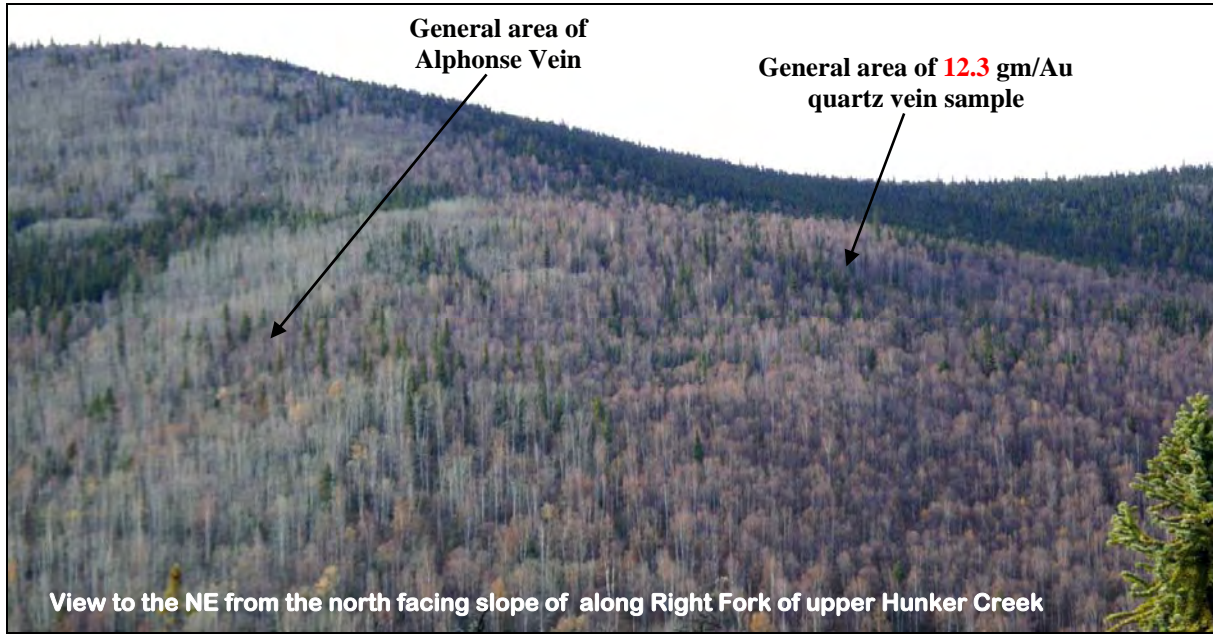 General area of
Alphonse Vein
General area of 12.3 gm/Au
quartz vein sample
View to the NE from the north facing slope of along Right Fork of upper Hunker Creek